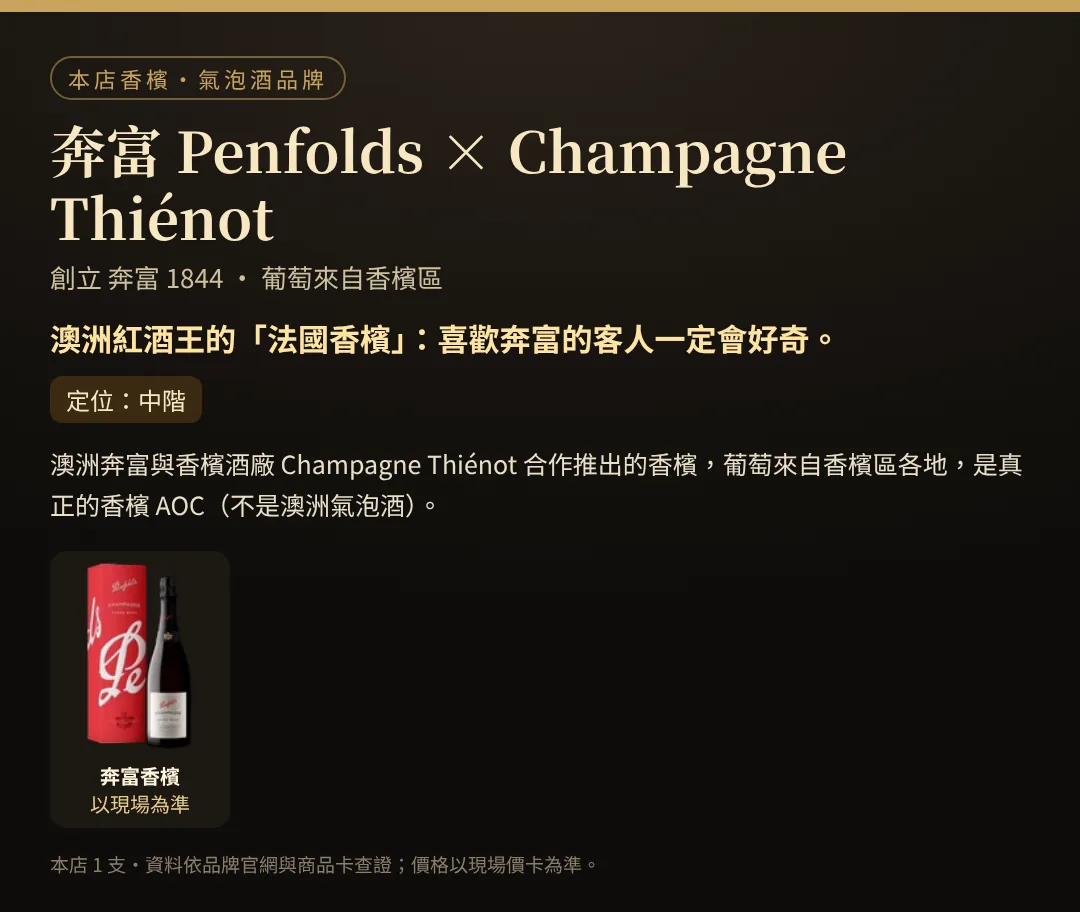 本店香檳・氣泡酒品牌
奔富 Penfolds × Champagne
Thiénot
創立 奔富 1844 ・ 葡萄來自香檳區
澳洲紅酒王的「法國香檳」：喜歡奔富的客人一定會好奇。
定位：中階
澳洲奔富與香檳酒廠 Champagne Thiénot 合作推出的香檳，葡萄來自香檳區各地，是真
正的香檳 AOC（不是澳洲氣泡酒）。
Penfolds
CHAMPAGNE
Pe
奔富香檳
以現場為準
本店 1 支・資料依品牌官網與商品卡查證；價格以現場價卡為準。